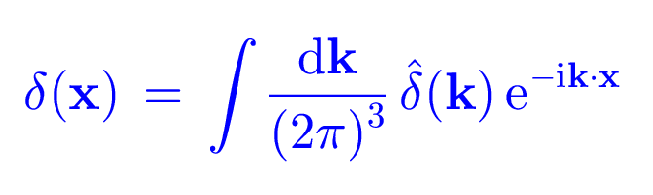 δ(𝐱) = ∫ d𝐤/(2π)³ δ̂(𝐤) e^{−i𝐤·𝐱}